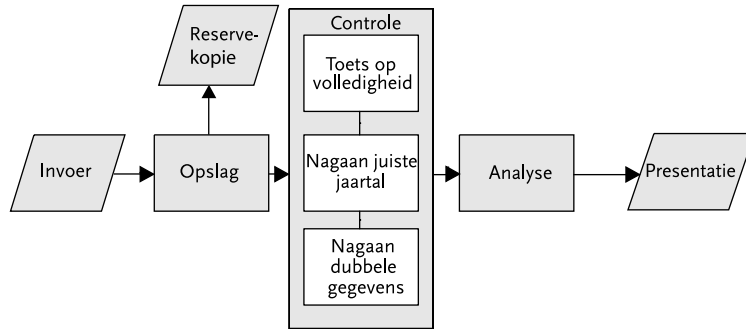 Reserve-
kopie
Controle
Toets op
volledigheid
Invoer
Opslag
Nagaan juiste
jaartal
Analyse
Presentatie
Nagaan
dubbele
gegevens